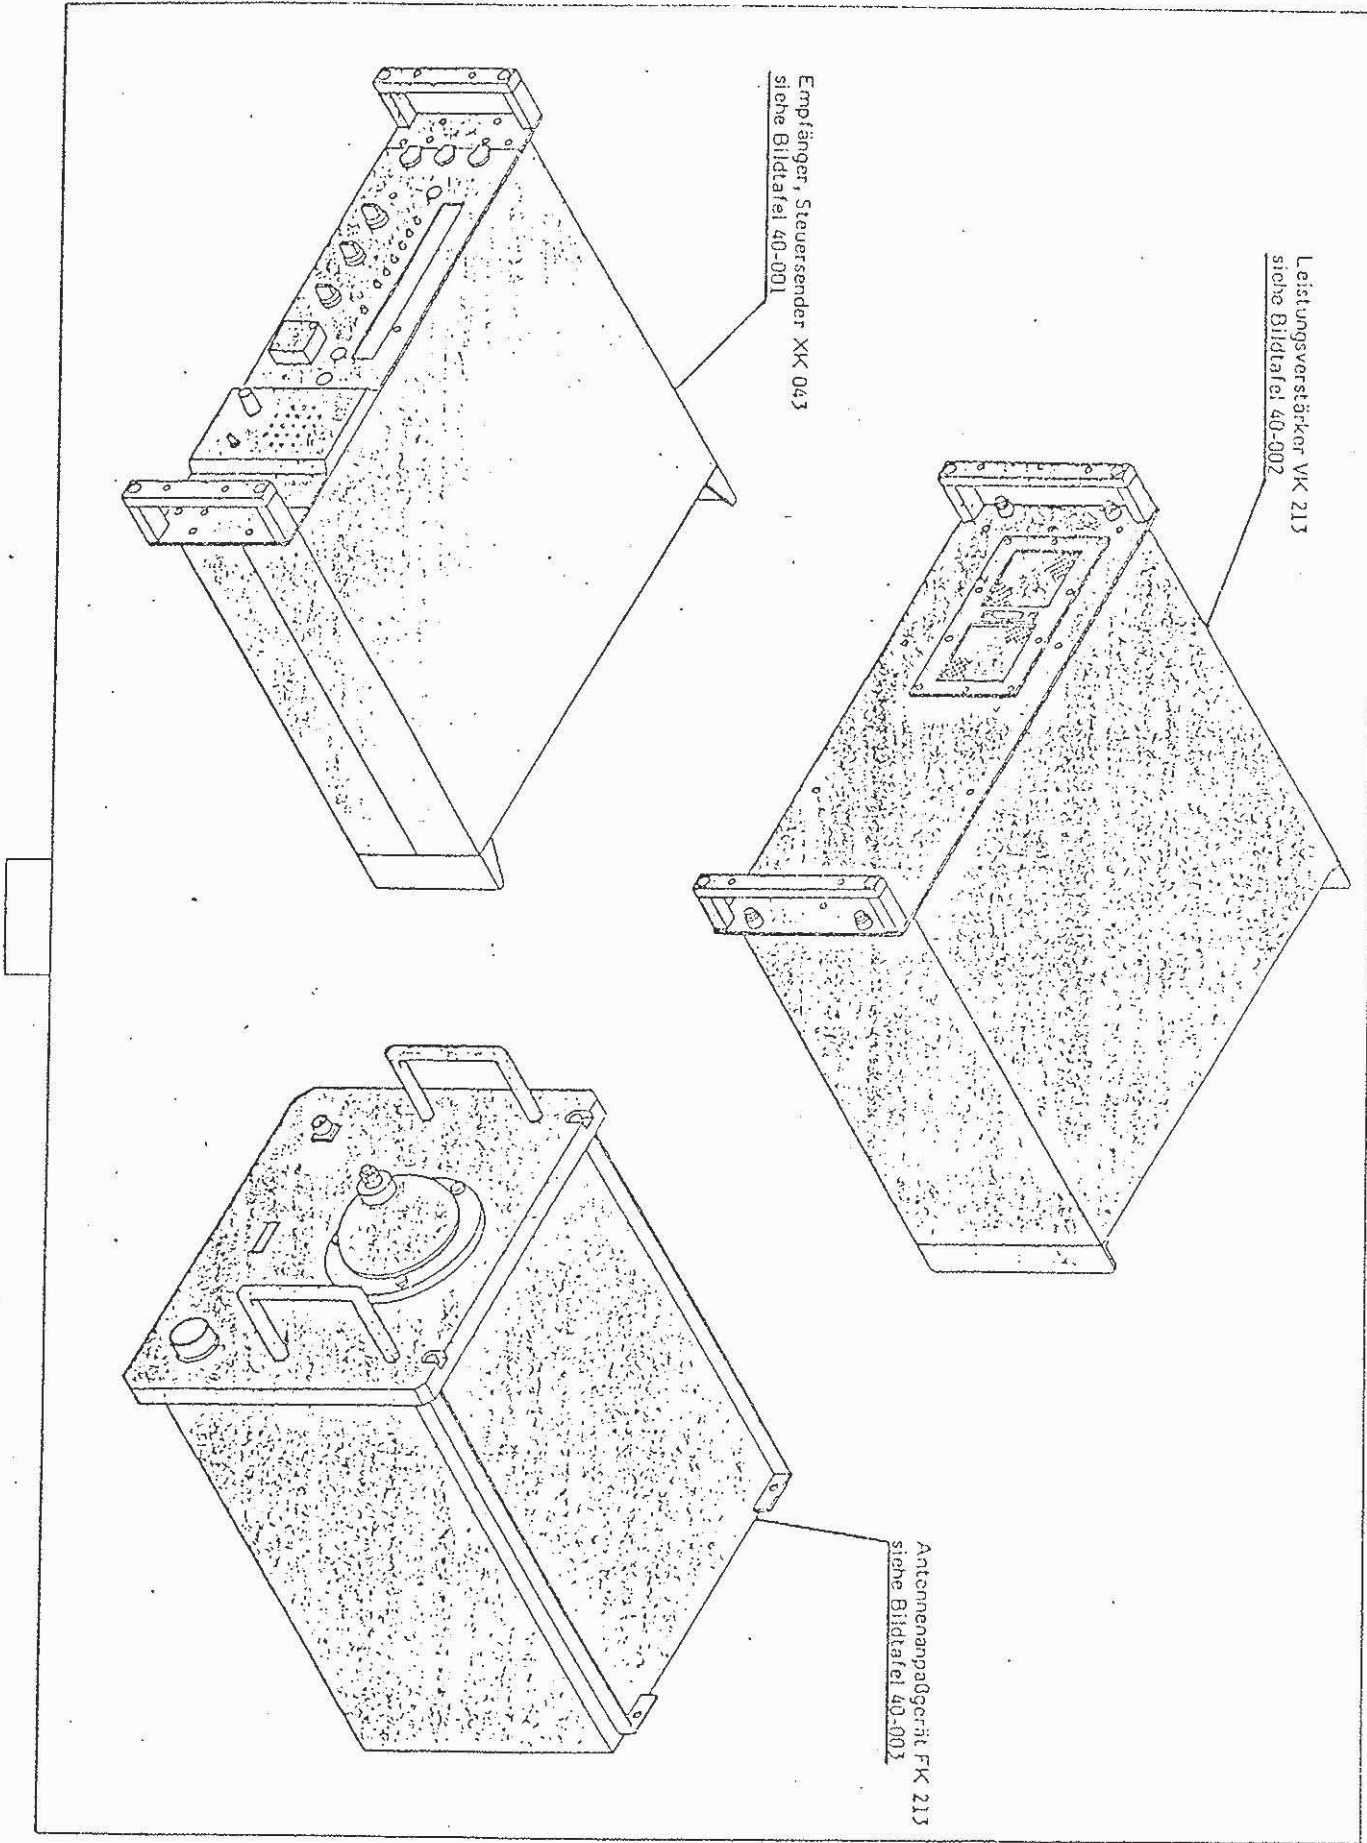 Leistungsverstärker VK 213
siehe Bildtafel 40-002
Empfänger, Steuersender XK 043
siehe Bildtafel 40-001
Antennenanpaßgerät FK 213
siehe Bildtafel 40-003